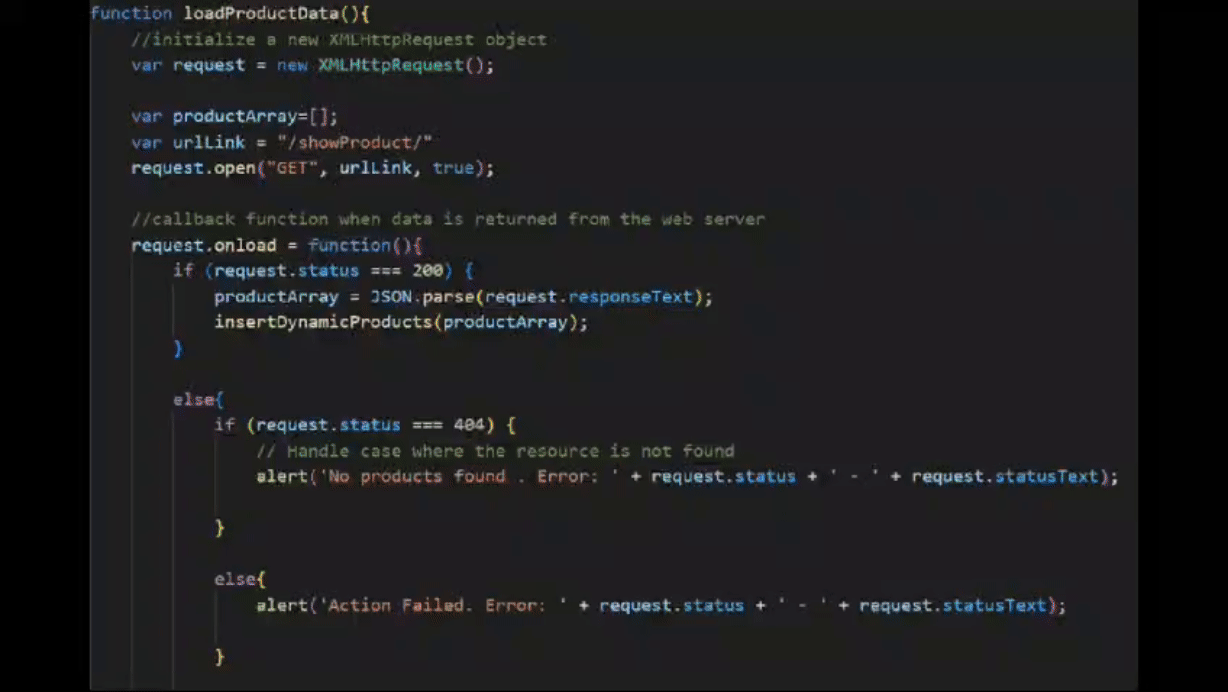 function loadProductData(){
//initialize a new XMLHttpRequest object
var request = new XMLHttpRequest();
var productArray=[];
var urlLink = "/showProduct/"
request.open("GET", urlLink, true);
//callback function when data is returned from the web server
request.onload = function(){
if (request.status === 200) {
productArray = JSON.parse(request.responseText);
insertDynamicProducts(productArray);
}
else{
if (request.status === 404) {
// Handle case where the resource is not found
alert('No products found . Error: ' + request.status + ' - ' + request.statusText);
}
else{
alert('Action Failed. Error: ' + request.status + ' - ' + request.statusText);
}